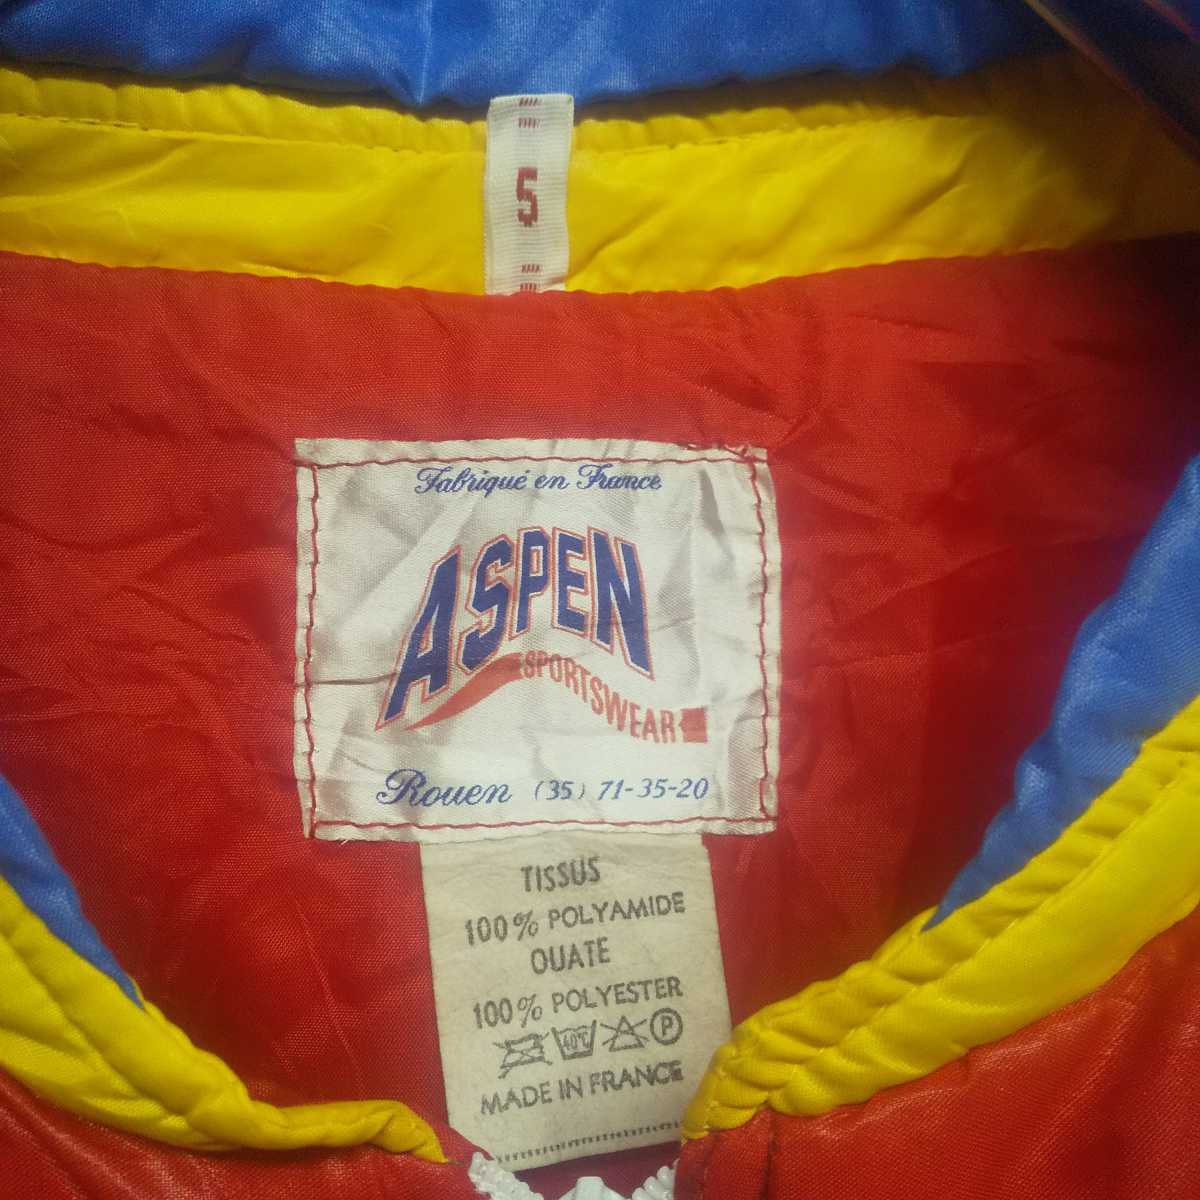 5
Fabriqué en France
ASPEN
SPORTSWEAR
Rouen (35) 71-35-20
TISSUS
100% POLYAMIDE
OUATE
100% POLYESTER
40°C P
MADE IN FRANCE